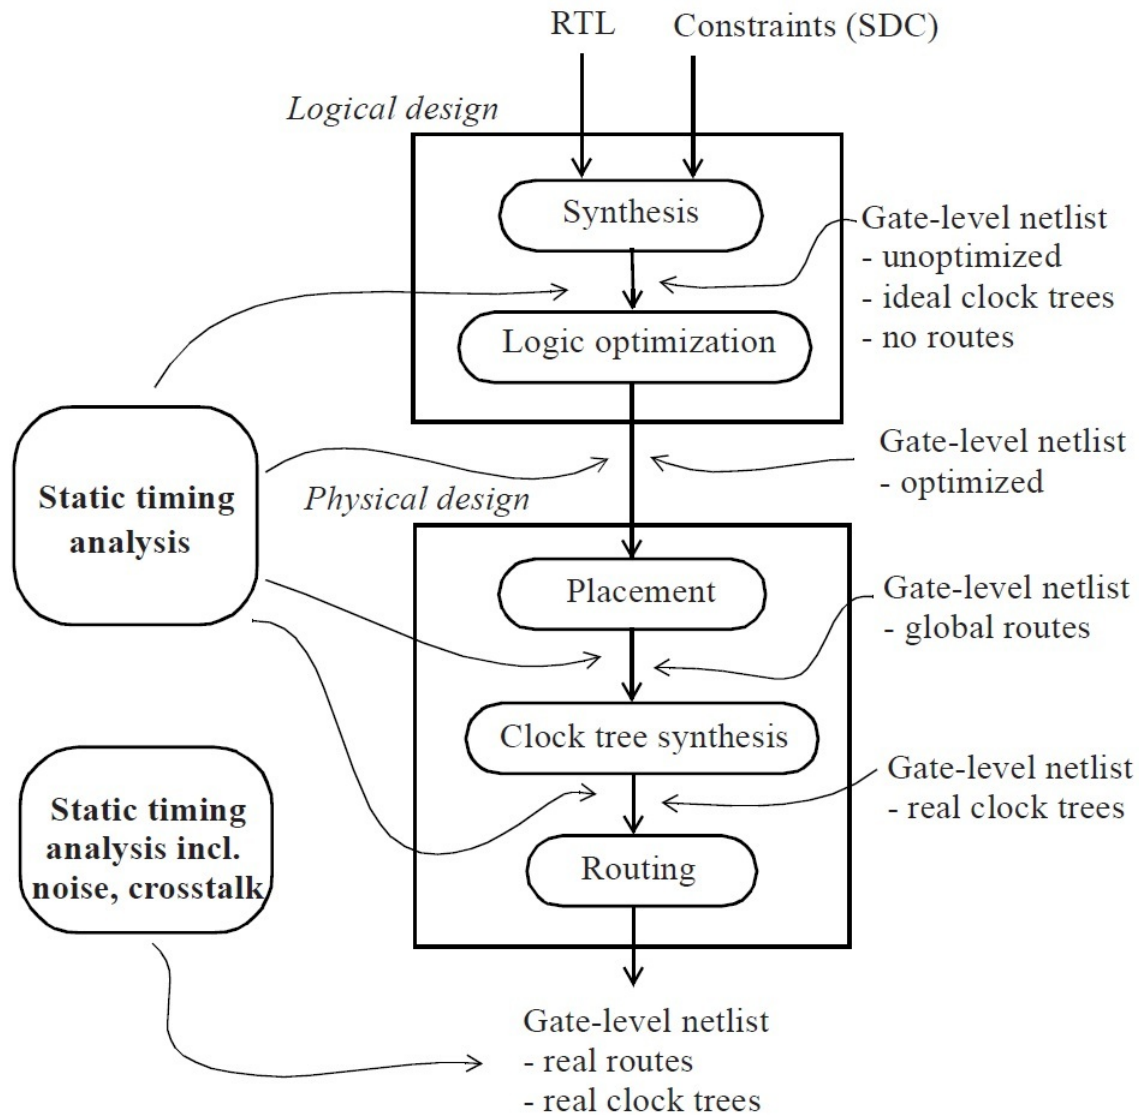 RTL
Constraints (SDC)
Logical design
Synthesis
Gate-level netlist
- unoptimized
- ideal clock trees
- no routes
Logic optimization
Static timing
analysis
Gate-level netlist
- optimized
Physical design
Placement
Gate-level netlist
- global routes
Clock tree synthesis
Gate-level netlist
- real clock trees
Static timing
analysis incl.
noise, crosstalk
Routing
Gate-level netlist
- real routes
- real clock trees